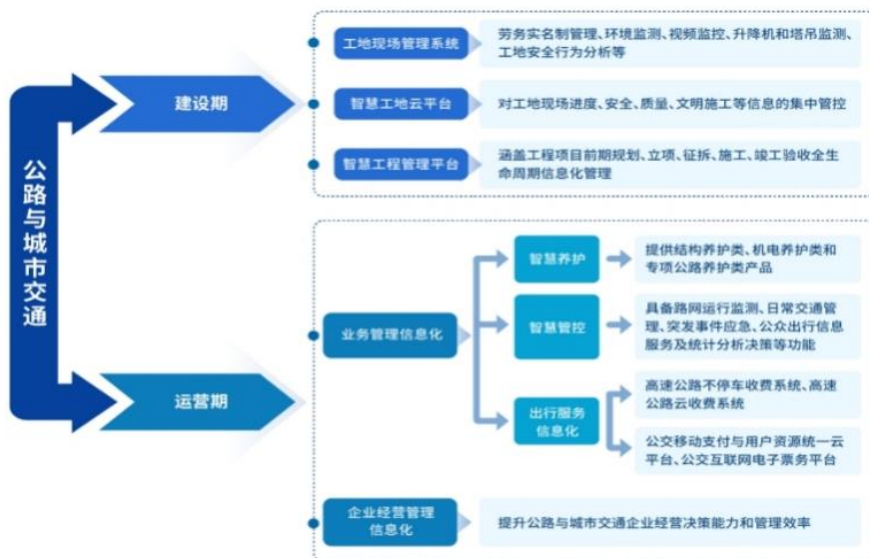 公路与城市交通
建设期
工地现场管理系统
劳务实名制管理、环境监测、视频监控、升降机和塔吊监测、
工地安全行为分析等
智慧工地云平台
对工地现场进度、安全、质量、文明施工等信息的集中管控
智慧工程管理平台
涵盖工程项目前期规划、立项、征拆、施工、竣工验收全生
命周期信息化管理
运营期
业务管理信息化
智慧养护
提供结构养护类、机电养护类和
专项公路养护类产品
智慧管控
具备路网运行监测、日常交通管
理、突发事件应急、公众出行信息
服务及统计分析决策等功能
出行服务
信息化
高速公路不停车收费系统、高速
公路云收费系统
公交移动支付与用户资源统一云
平台、公交互联网电子票务平台
企业经营管理
信息化
提升公路与城市交通企业经营决策能力和管理效率